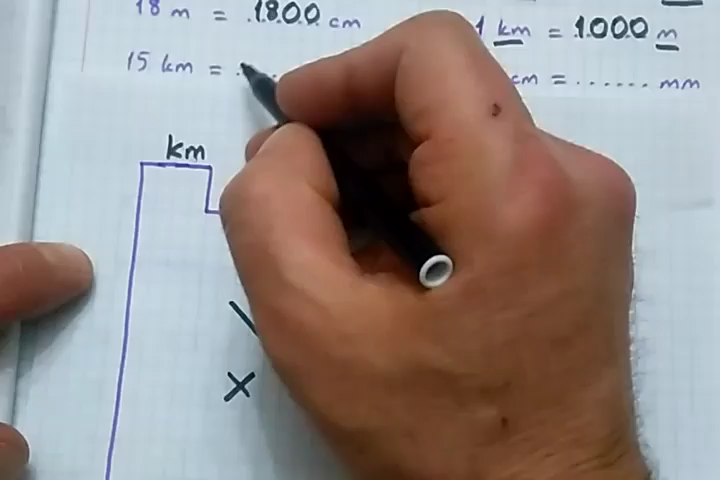 18 m = .1800 cm
1 km = 1000 m
15 km =
cm = ...... mm
km
×